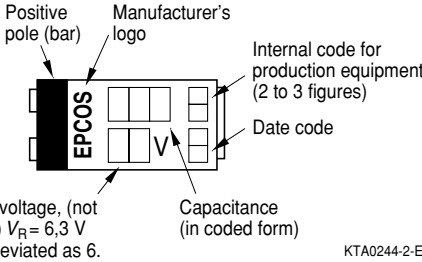 Positive
pole (bar)
Manufacturer's
logo
Internal code for
production equipment
(2 to 3 figures)
Date code
EPCOS
V
voltage, (not
) VR = 6,3 V
eviated as 6.
Capacitance
(in coded form)
KTA0244-2-E